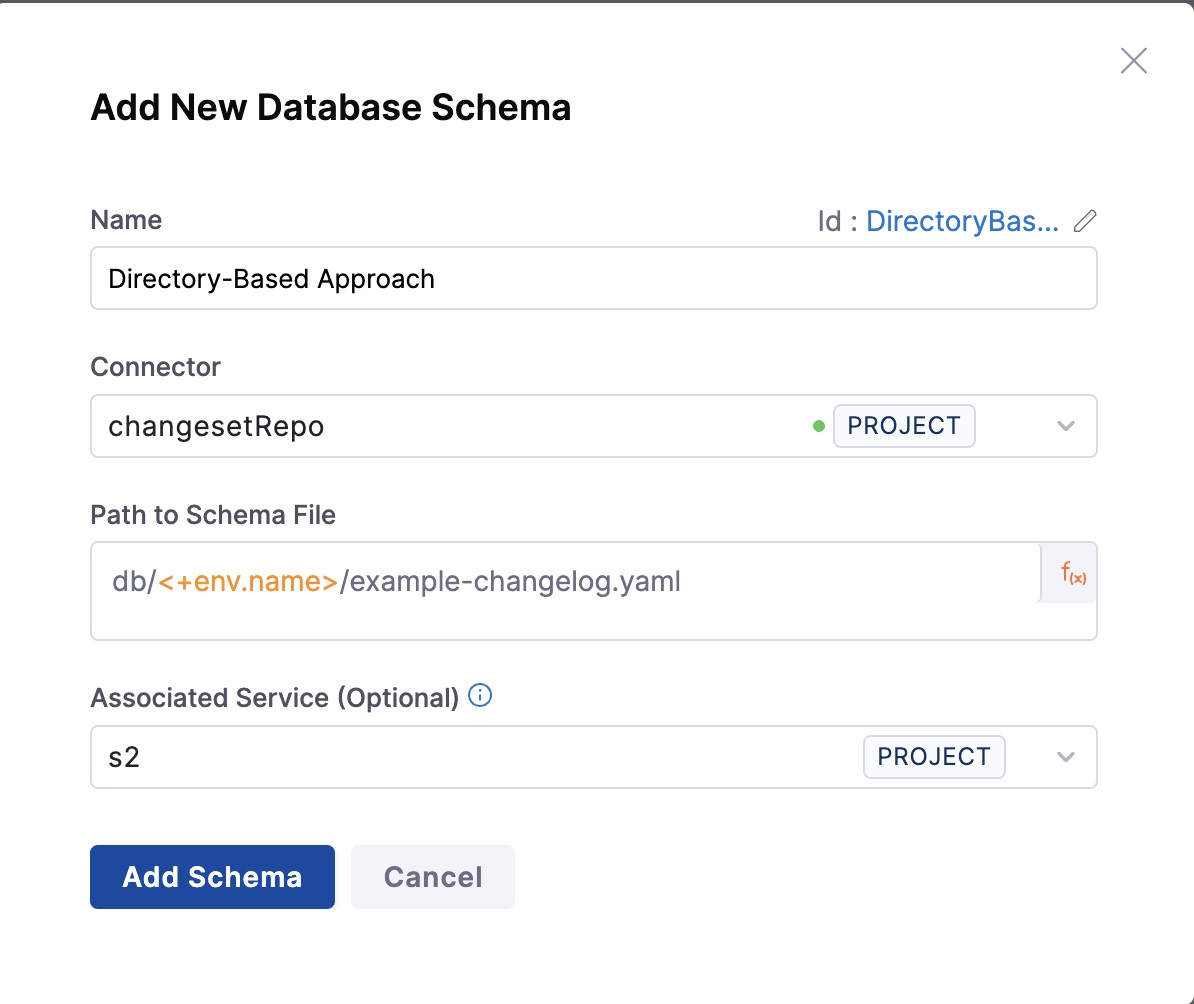 Add New Database Schema
Name
Id : DirectoryBas...
Directory-Based Approach
Connector
changesetRepo
PROJECT
Path to Schema File
db/<+env.name>/example-changelog.yaml
f(x)
Associated Service (Optional)
s2
PROJECT
Add Schema
Cancel